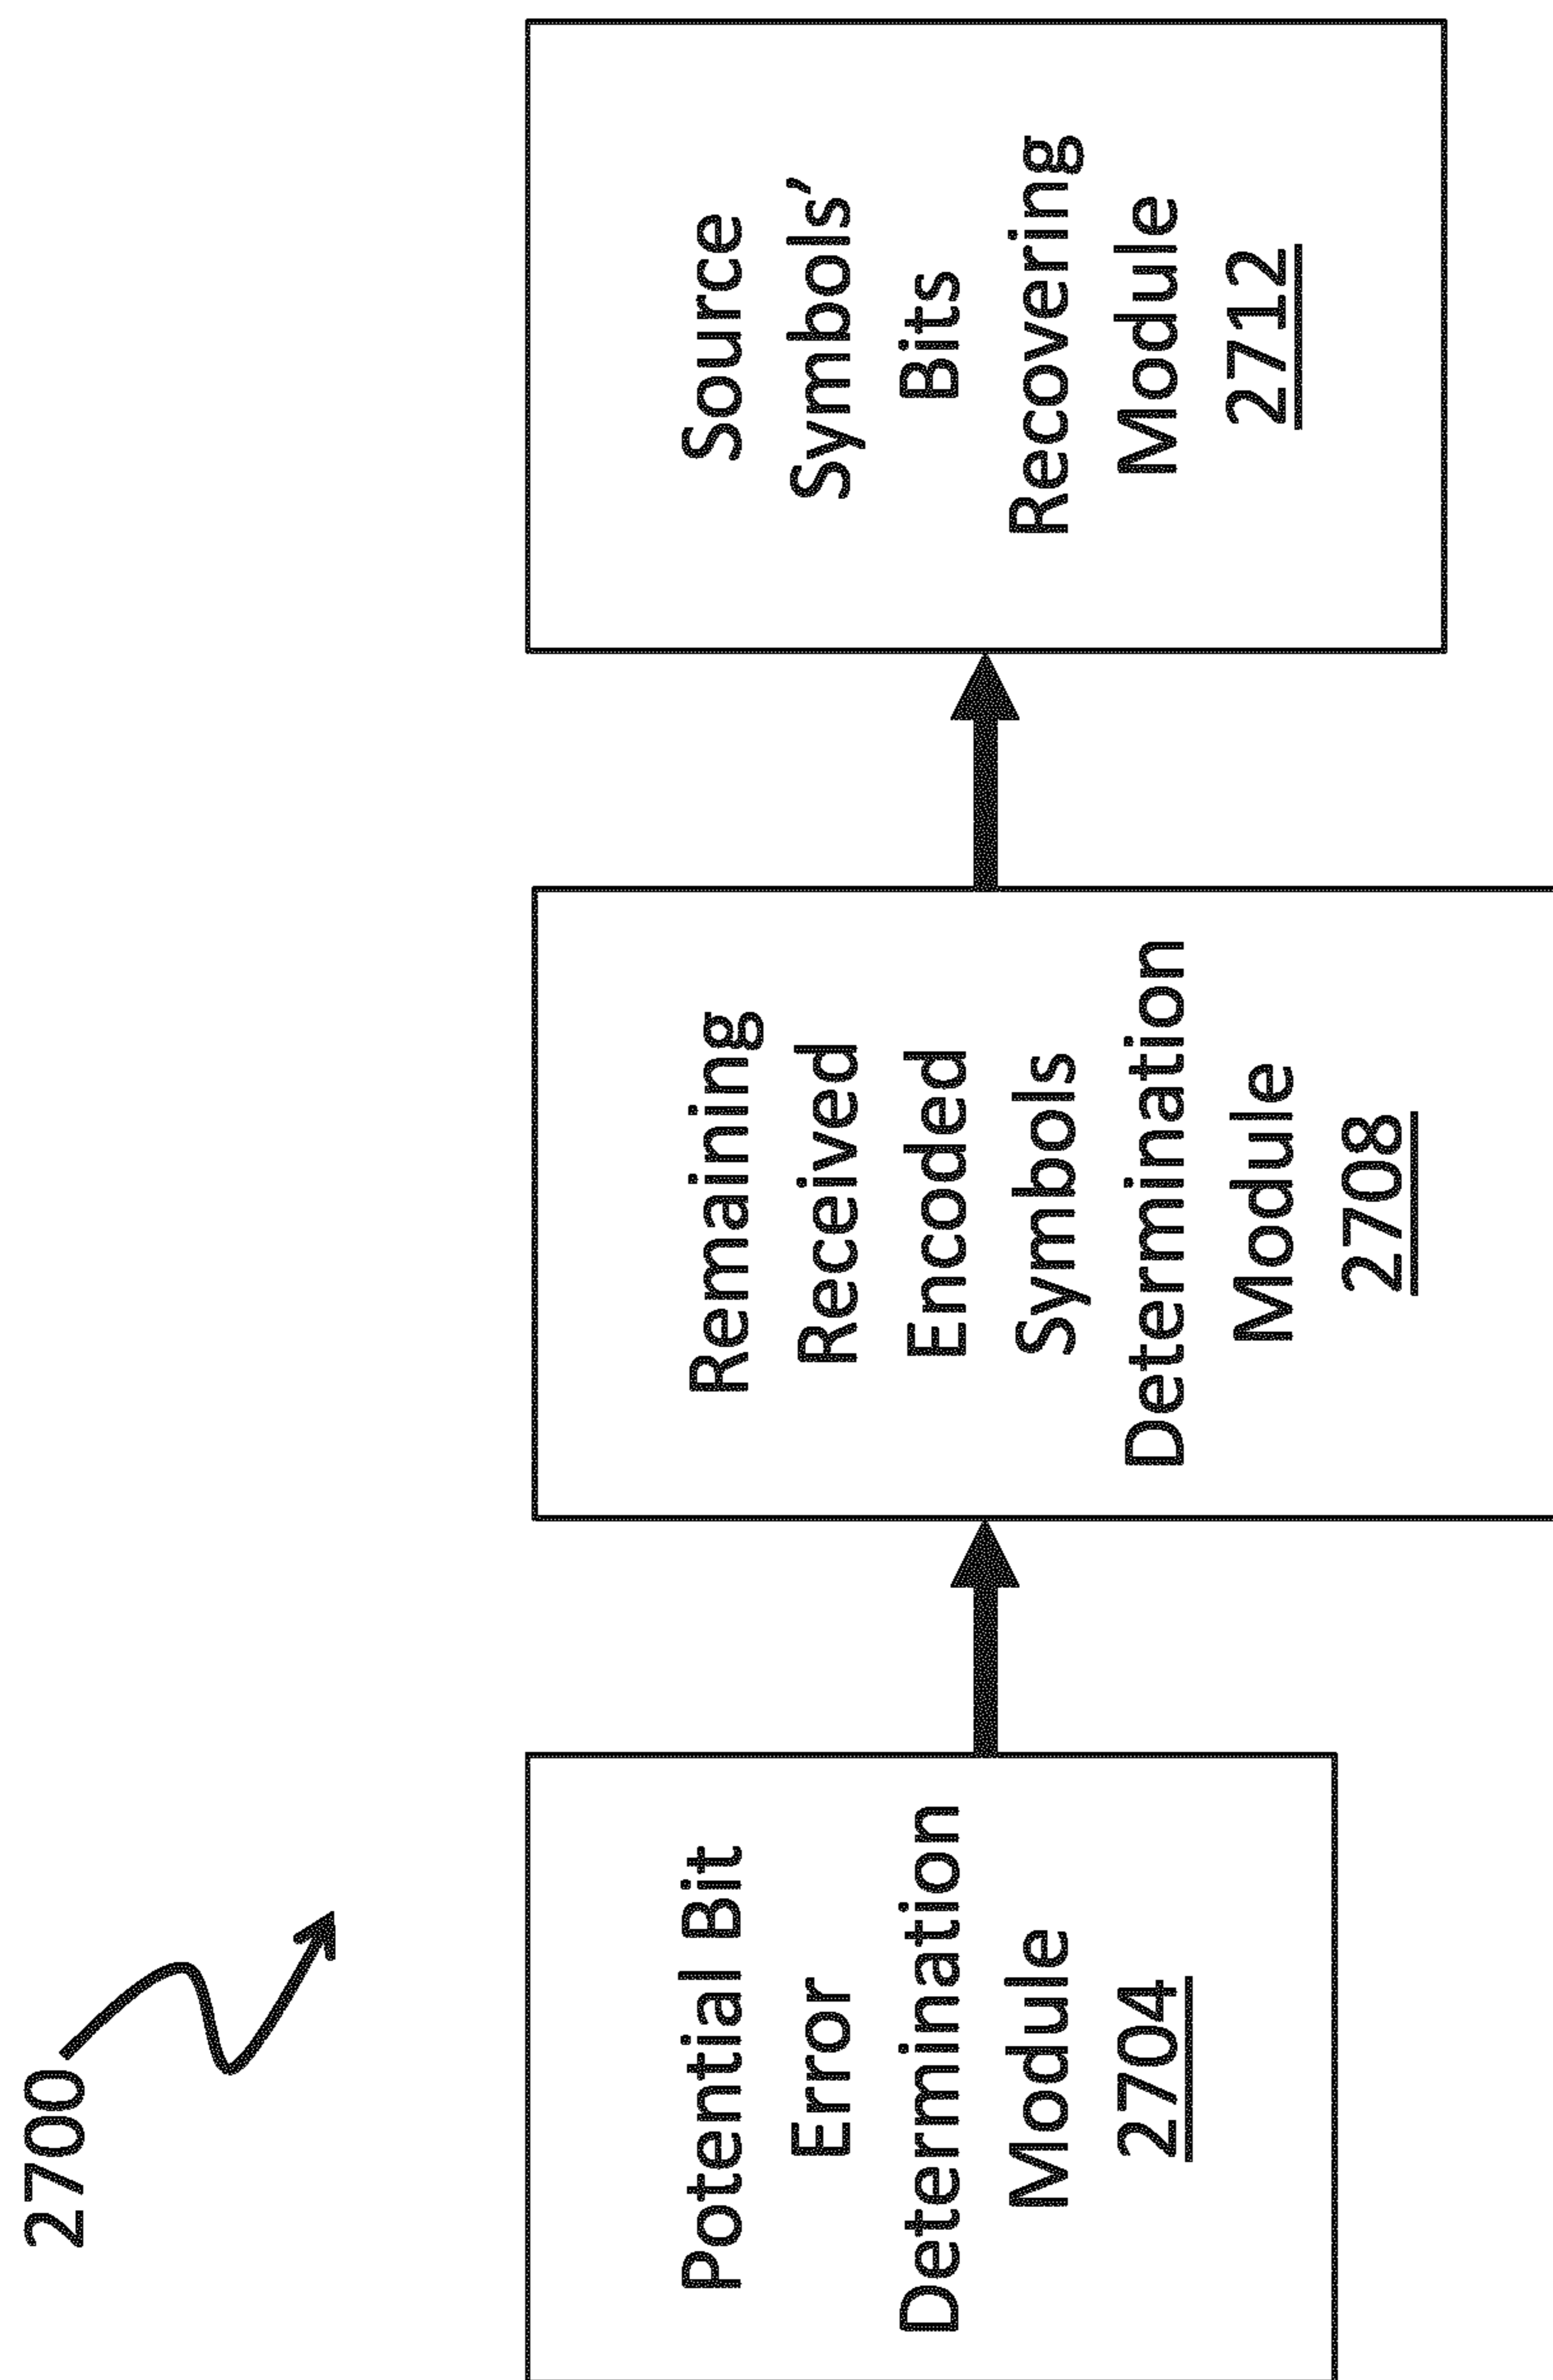 2700
Potential Bit
Error
Determination
Module
2704
Remaining
Received
Encoded
Symbols
Determination
Module
2708
Source
Symbols’
Bits
Recovering
Module
2712